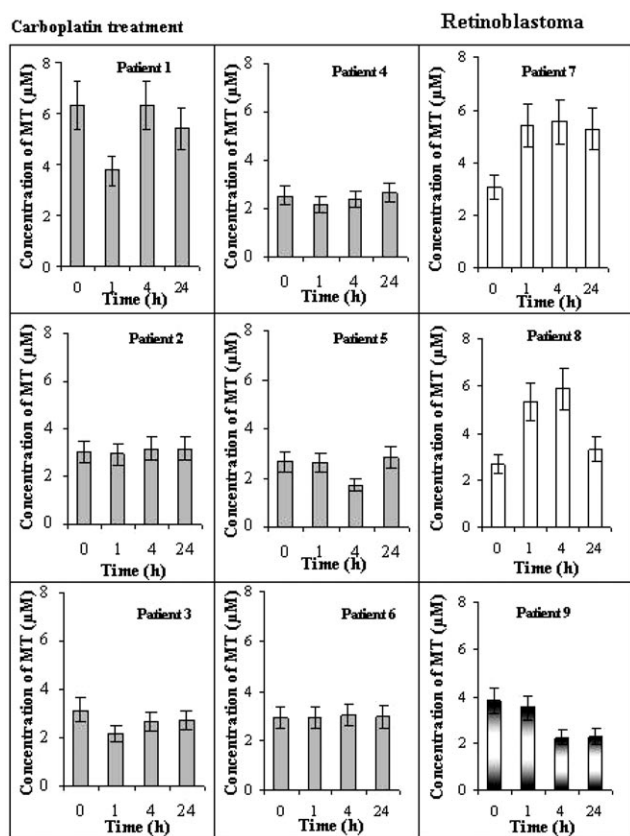 Carboplatin treatment
Retinoblastoma
Patient 1
Concentration of MT (µM)
8
6
4
2
0
0 1 4 24
Time (h)
Patient 4
Concentration of MT (µM)
8
6
4
2
0
0 1 4 24
Time (h)
Patient 7
Concentration of MT (µM)
8
6
4
2
0
0 1 4 24
Time (h)
Patient 2
Concentration of MT (µM)
8
6
4
2
0
0 1 4 24
Time (h)
Patient 5
Concentration of MT (µM)
8
6
4
2
0
0 1 4 24
Time (h)
Patient 8
Concentration of MT (µM)
8
6
4
2
0
0 1 4 24
Time (h)
Patient 3
Concentration of MT (µM)
8
6
4
2
0
0 1 4 24
Time (h)
Patient 6
Concentration of MT (µM)
8
6
4
2
0
0 1 4 24
Time (h)
Patient 9
Concentration of MT (µM)
8
6
4
2
0
0 1 4 24
Time (h)